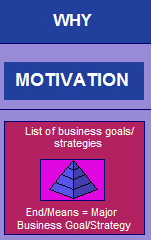 WHY
MOTIVATION
List of business goals/
strategies
End/Means = Major
Business Goal/Strategy